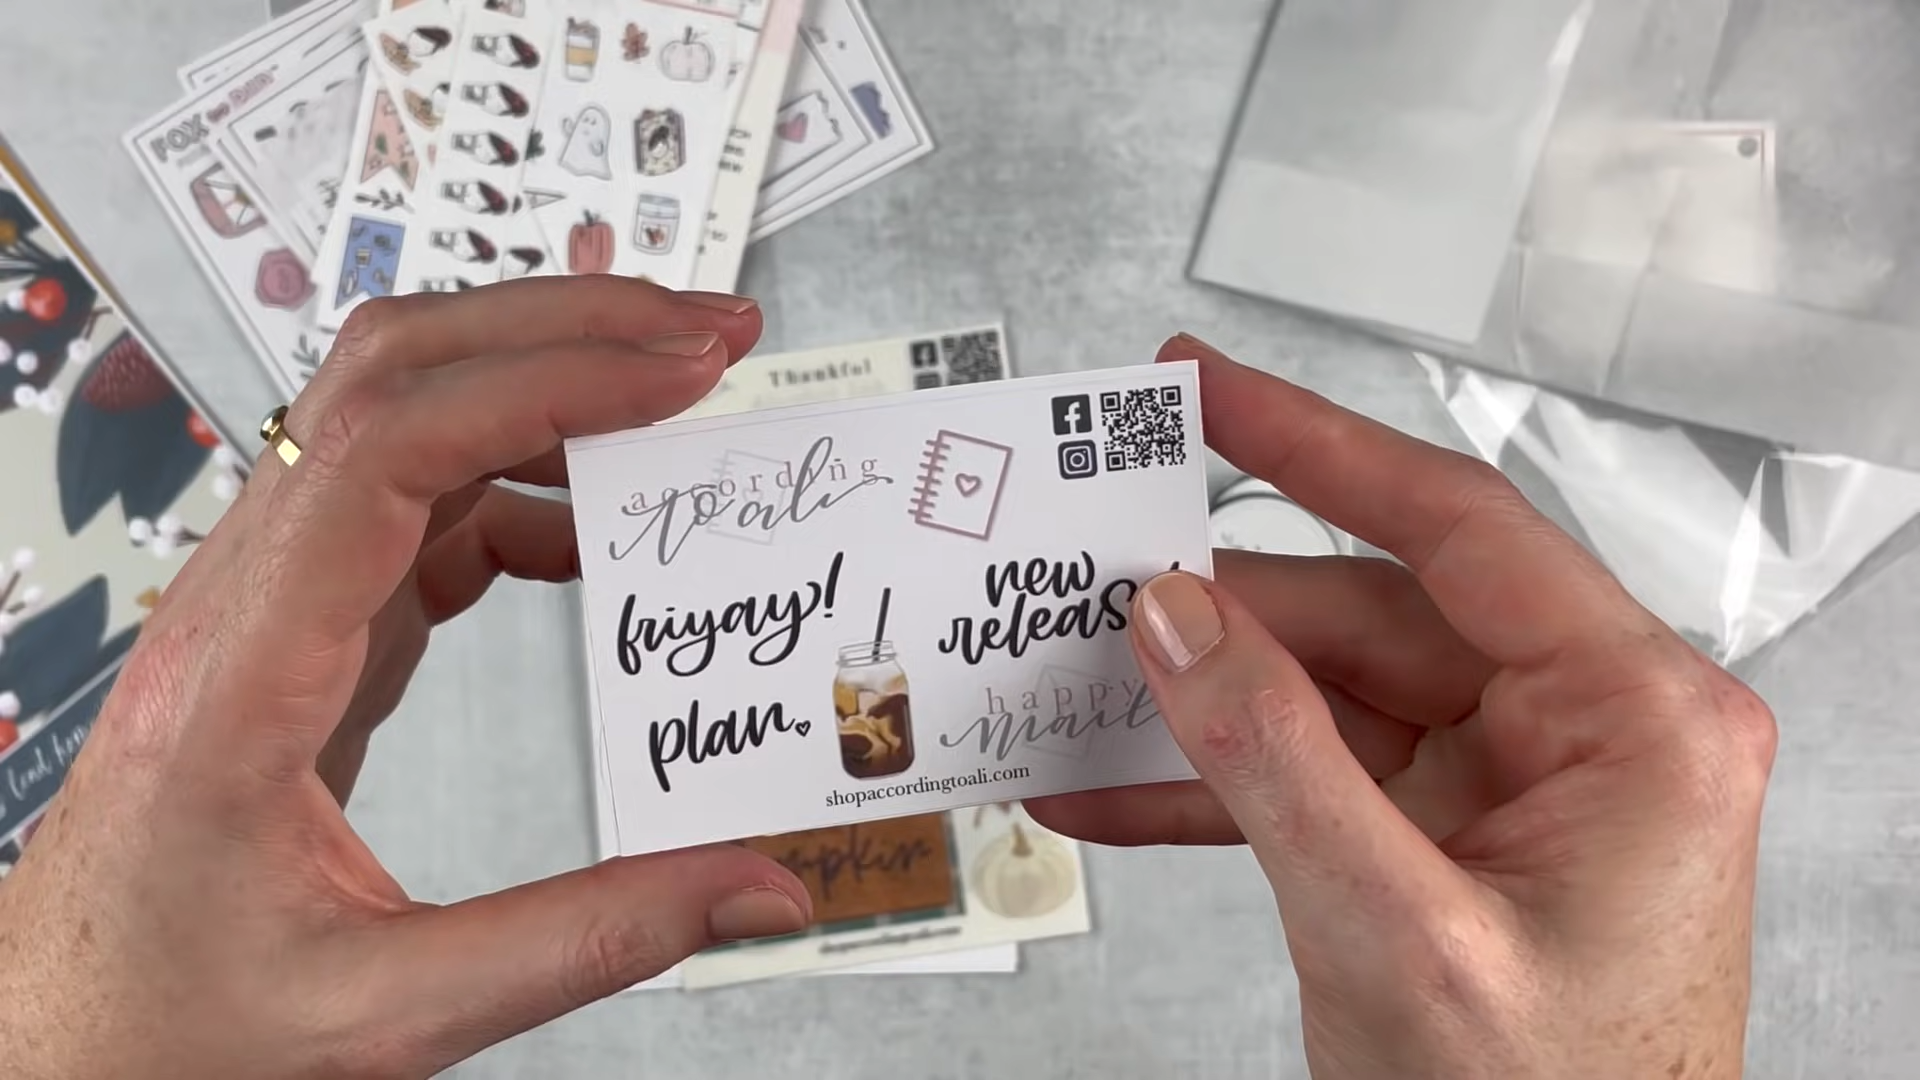 FOX
Thankful
according
to ali
friyay!
new
releas
plan.
happy
mail
shopaccordingtoali.com